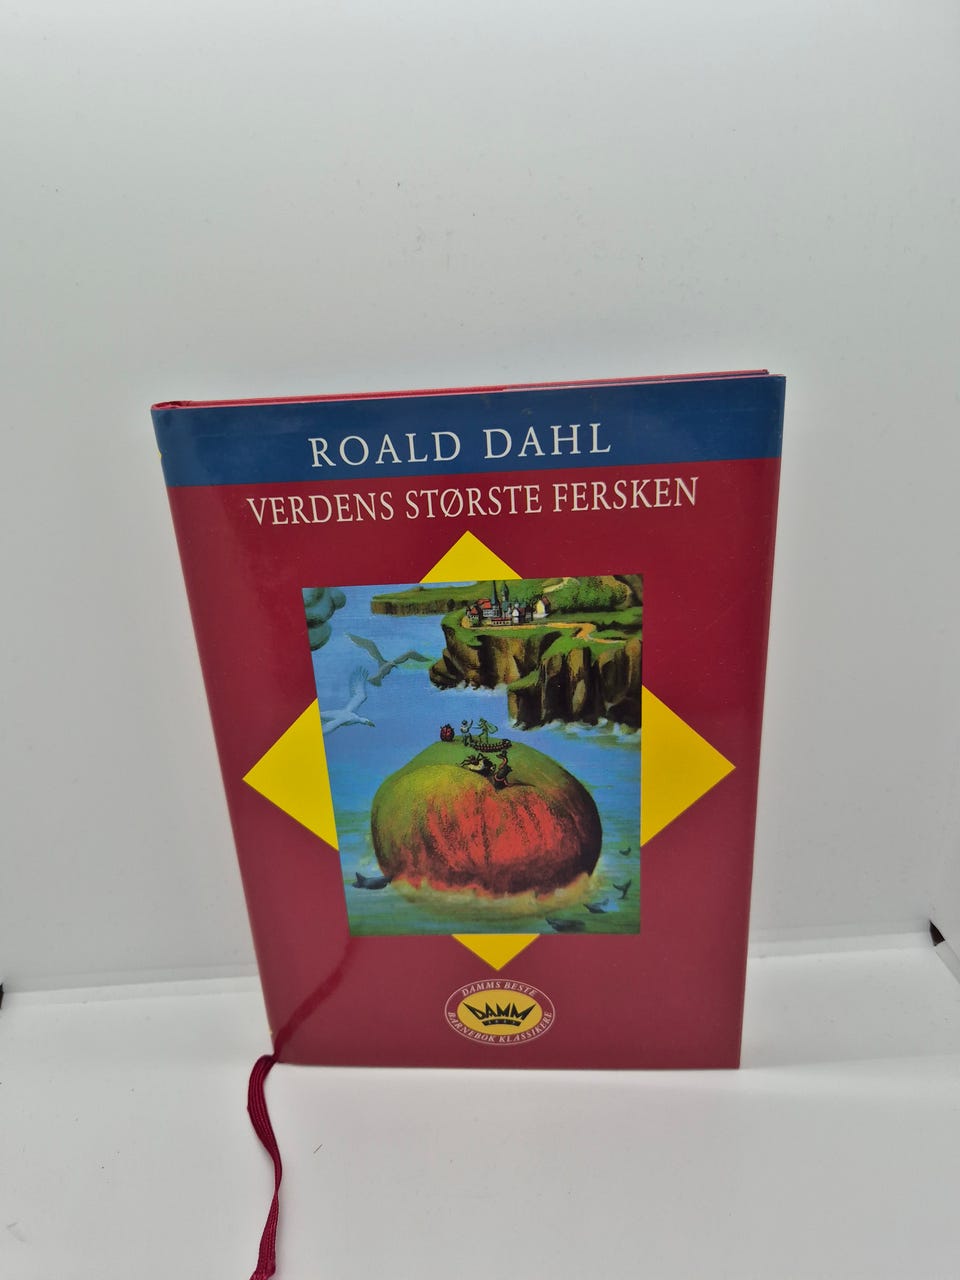 ROALD DAHL
VERDENS STØRSTE FERSKEN
DAMMS BESTE
DAMM
BARNEBOK KLASSIKERE